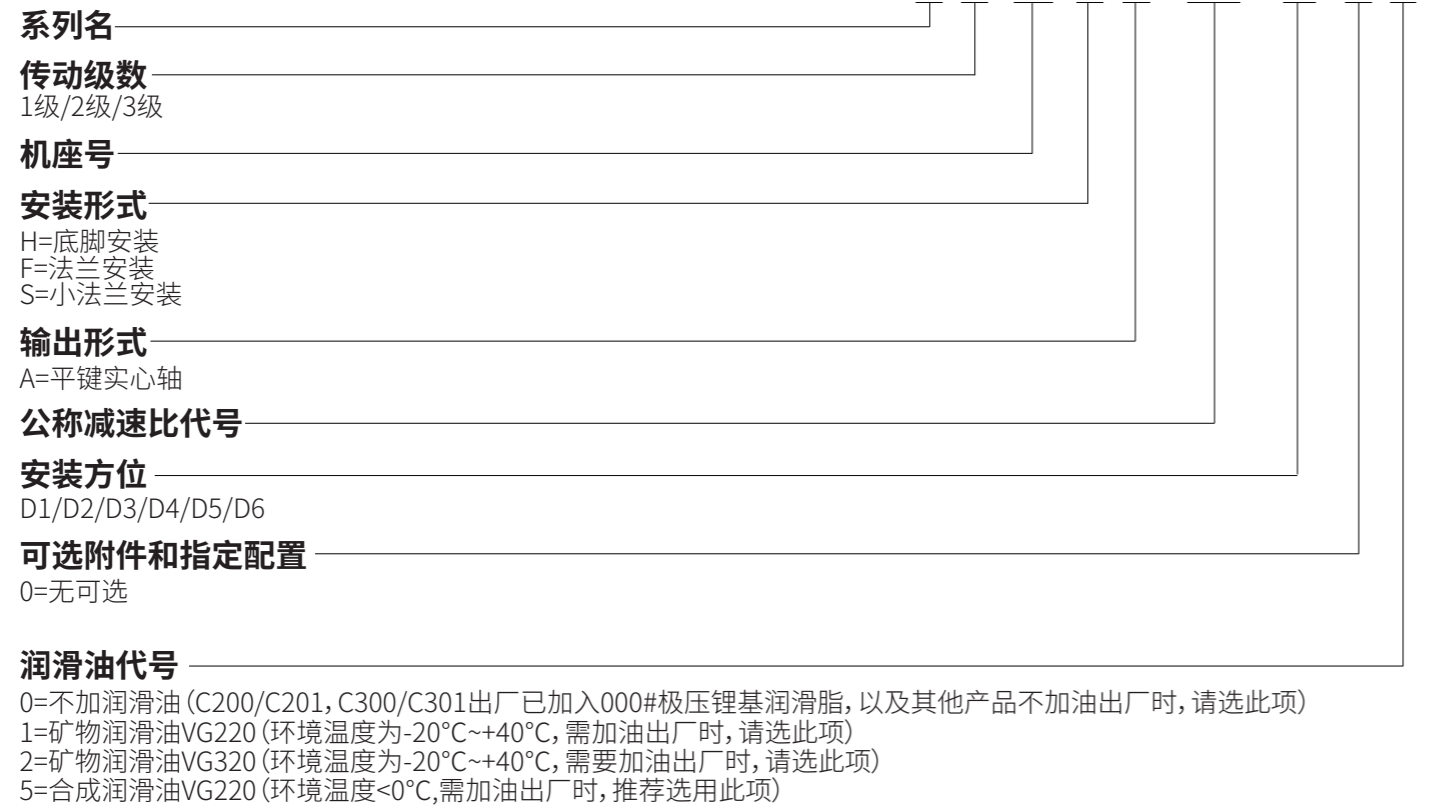 系列名
传动级数
1级/2级/3级
机座号
安装形式
H=底脚安装
F=法兰安装
S=小法兰安装
输出形式
A=平键实心轴
公称减速比代号
安装方位
D1/D2/D3/D4/D5/D6
可选附件和指定配置
0=无可选
润滑油代号
0=不加润滑油(C200/C201,C300/C301出厂已加入000#极压锂基润滑脂,以及其他产品不加油出厂时,请选此项)
1=矿物润滑油VG220(环境温度为-20°C~+40°C,需加油出厂时,请选此项)
2=矿物润滑油VG320(环境温度为-20°C~+40°C,需要加油出厂时,请选此项)
5=合成润滑油VG220(环境温度<0°C,需加油出厂时,推荐选用此项)